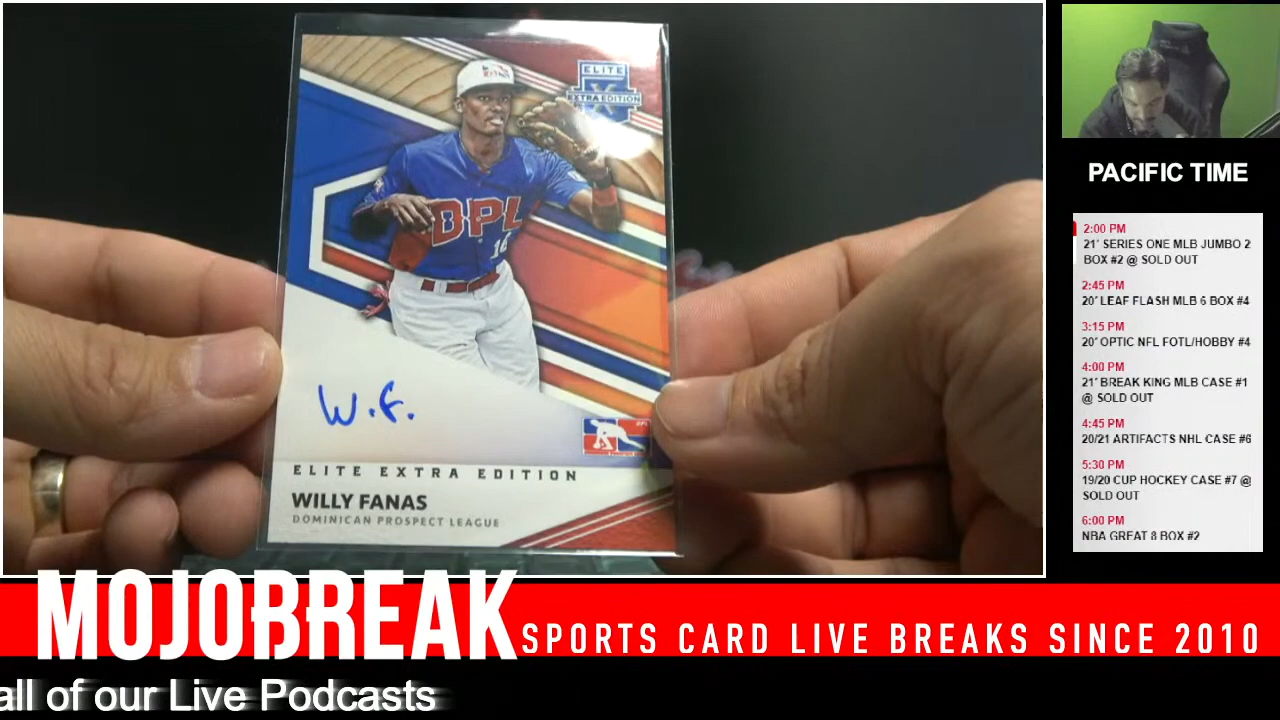 ELITE
X
EXTRA EDITION
DPL
16
W.F.
DPL
ELITE EXTRA EDITION
WILLY FANAS
DOMINICAN PROSPECT LEAGUE
PACIFIC TIME
2:00 PM
21' SERIES ONE MLB JUMBO 2
BOX #2 @ SOLD OUT
2:45 PM
20' LEAF FLASH MLB 6 BOX #4
3:15 PM
20' OPTIC NFL FOTL/HOBBY #4
4:00 PM
21' BREAK KING MLB CASE #1
@ SOLD OUT
4:45 PM
20/21 ARTIFACTS NHL CASE #6
5:30 PM
19/20 CUP HOCKEY CASE #7 @
SOLD OUT
6:00 PM
NBA GREAT 8 BOX #2
MOJOBREAK
SPORTS CARD LIVE BREAKS SINCE 2010
all of our Live Podcasts